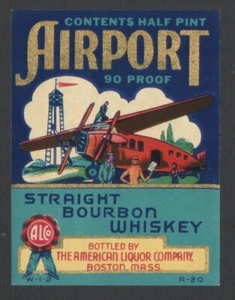 CONTENTS HALF PINT
AIRPORT
90 PROOF
STRAIGHT
BOURBON
WHISKEY
ALCO
BOTTLED BY
THE AMERICAN LIQUOR COMPANY,
BOSTON, MASS.
W-1-2
R-20